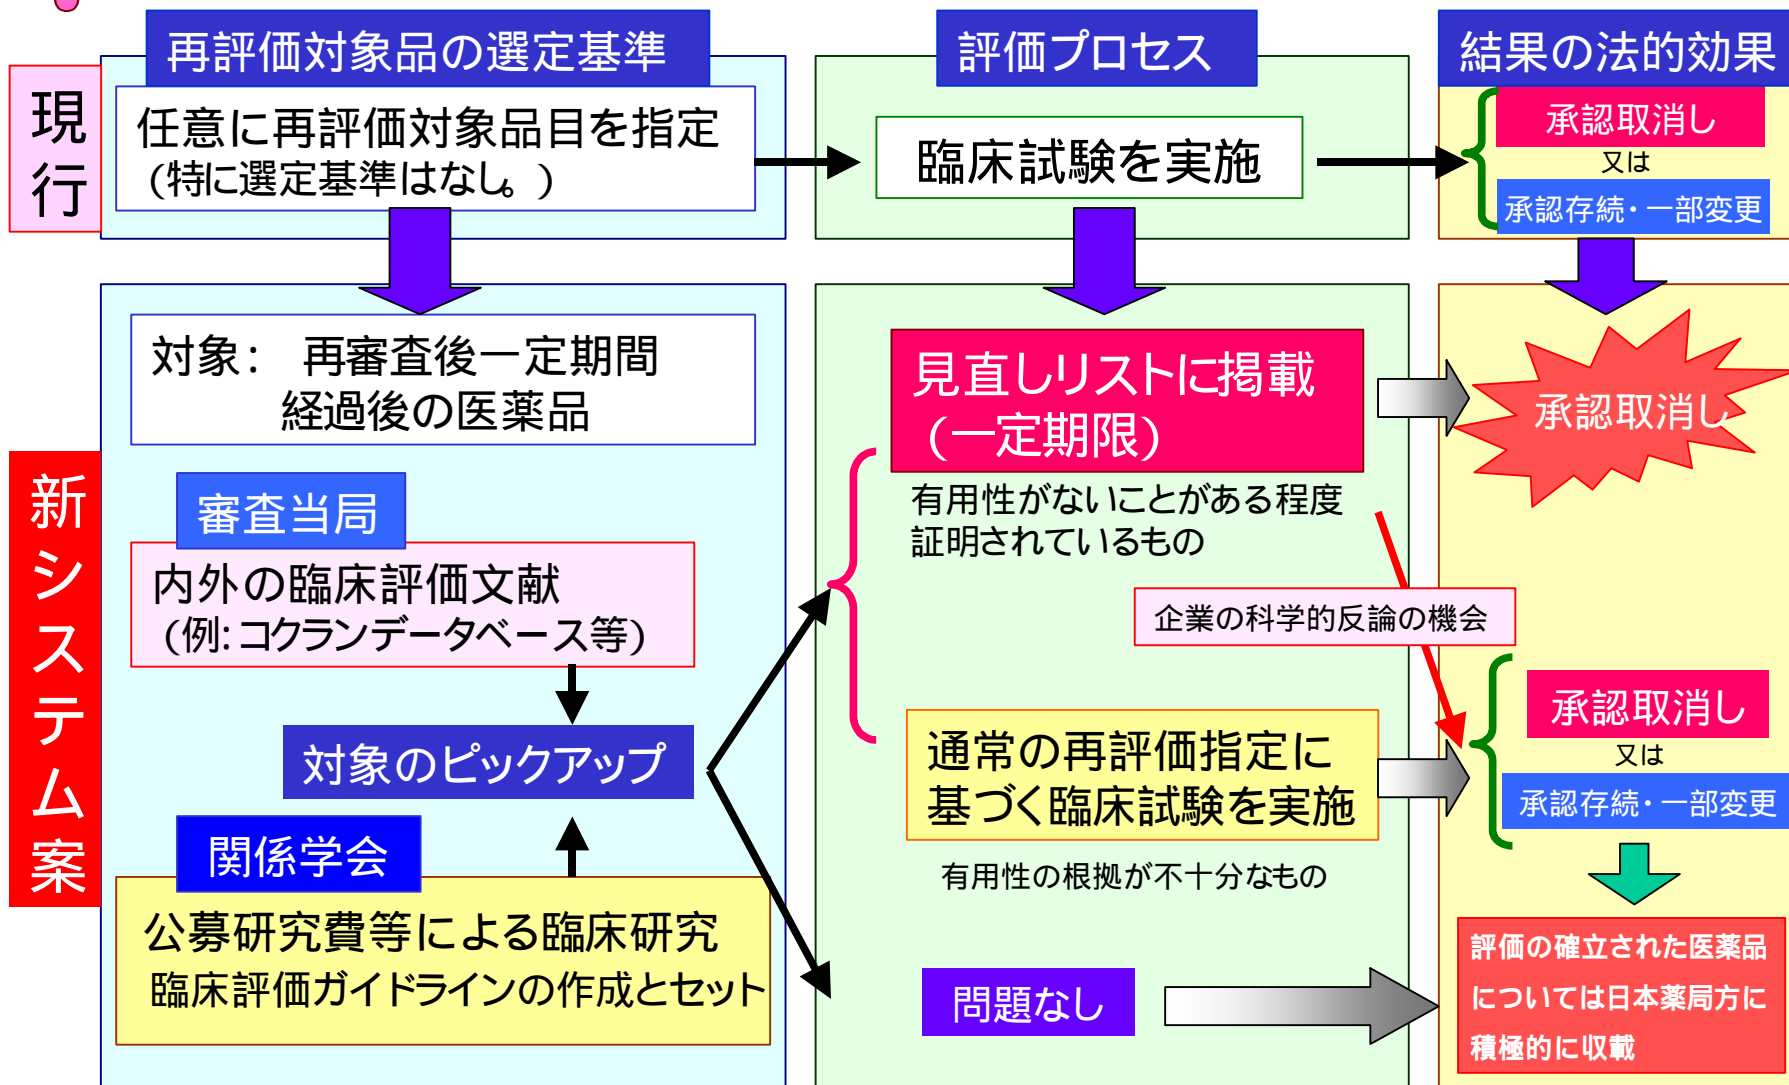 再評価対象品の選定基準
評価プロセス
結果の法的効果
現行
任意に再評価対象品目を指定
(特に選定基準はなし。)
臨床試験を実施
承認取消し
又は
承認存続・一部変更
新システム案
対象: 再審査後一定期間
経過後の医薬品
審査当局
内外の臨床評価文献
(例:コクランデータベース等)
対象のピックアップ
関係学会
公募研究費等による臨床研究
臨床評価ガイドラインの作成とセット
見直しリストに掲載
(一定期限)
有用性がないことがある程度
証明されているもの
企業の科学的反論の機会
通常の再評価指定に
基づく臨床試験を実施
有用性の根拠が不十分なもの
問題なし
承認取消し
承認取消し
又は
承認存続・一部変更
評価の確立された医薬品
については日本薬局方に
積極的に収載